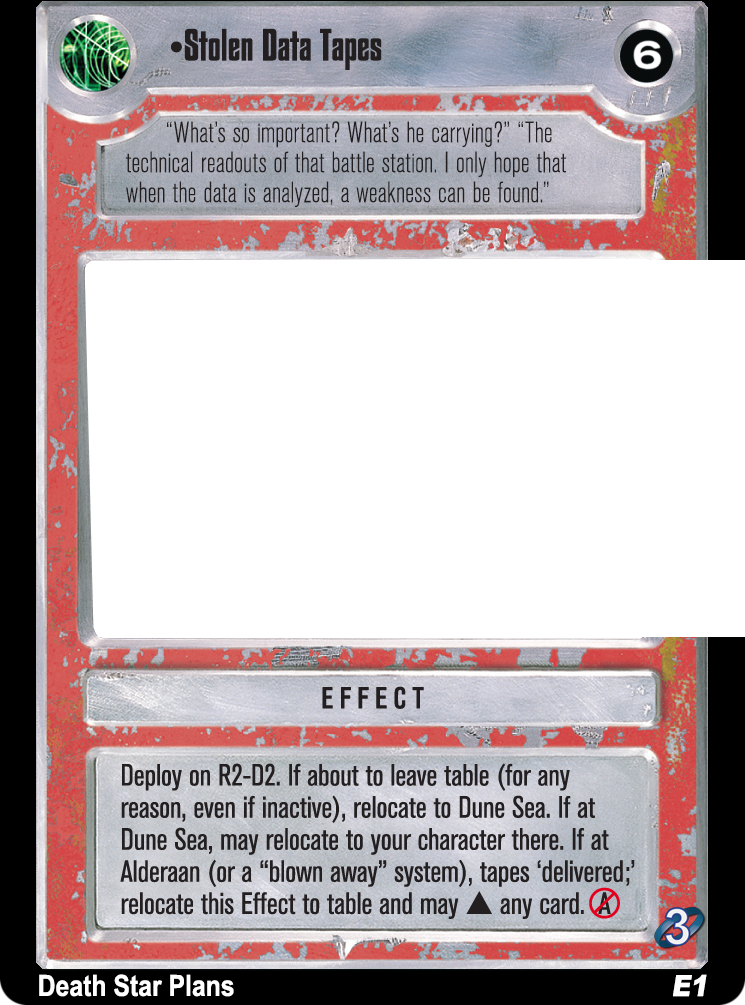 •Stolen Data Tapes
6
“What’s so important? What’s he carrying?” “The
technical readouts of that battle station. I only hope that
when the data is analyzed, a weakness can be found.”
EFFECT
Deploy on R2-D2. If about to leave table (for any
reason, even if inactive), relocate to Dune Sea. If at
Dune Sea, may relocate to your character there. If at
Alderaan (or a “blown away” system), tapes ‘delivered;’
relocate this Effect to table and may ▲ any card. A
3
Death Star Plans
E1